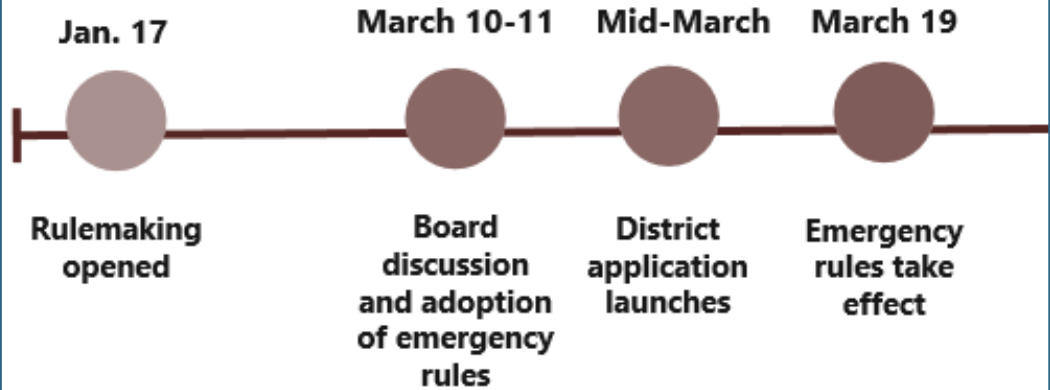 Jan. 17
March 10-11
Mid-March
March 19
Rulemaking
opened
Board
discussion
and adoption
of emergency
rules
District
application
launches
Emergency
rules take
effect